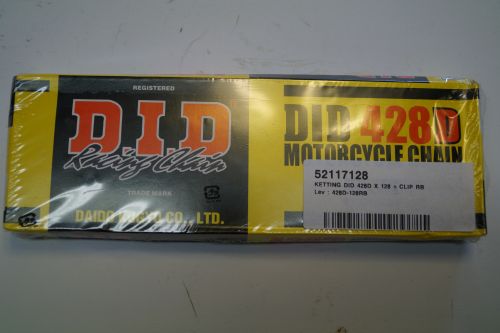 REGISTERED
DID
Racing Chain
TRADE MARK
DAIDO KOGYO CO., LTD.
DID 428D
MOTORCYCLE CHAIN
52117128
KETTING DID 428D X 128 + CLIP RB
Lev : 428D-128RB